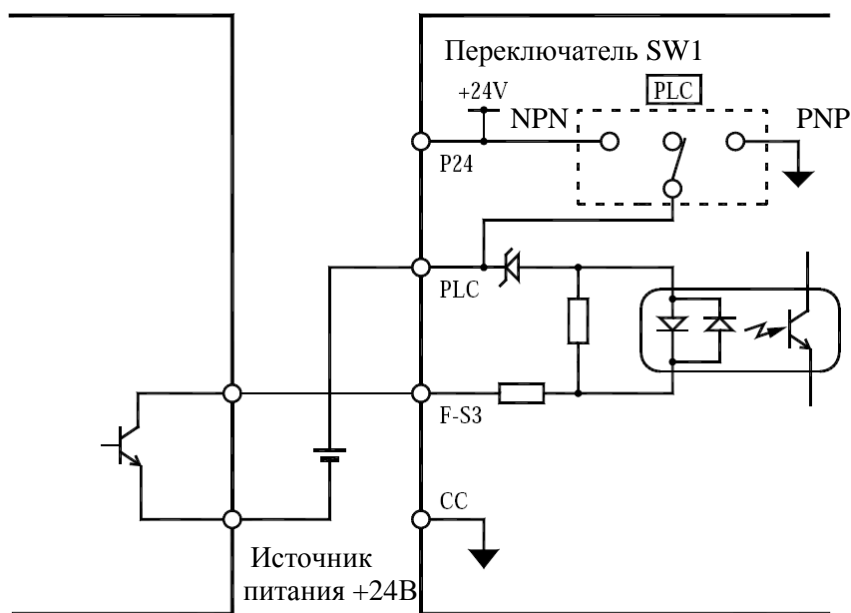 Переключатель SW1
+24V
PLC
NPN
PNP
P24
PLC
F-S3
CC
Источник
питания +24В